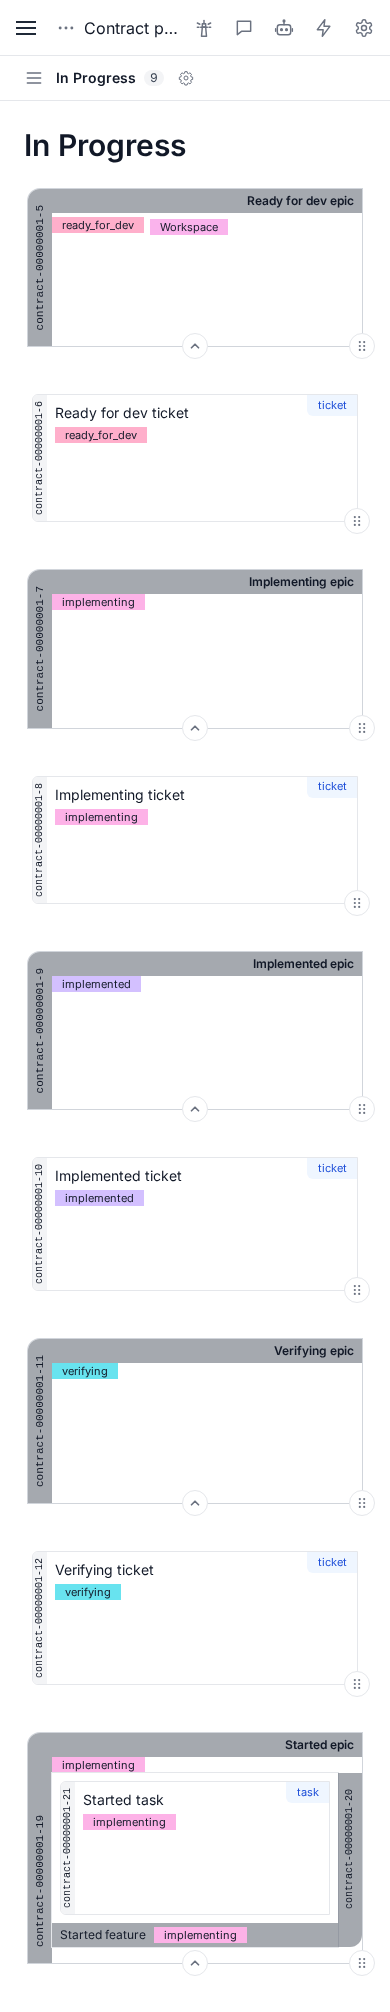 Contract p...
In Progress 9
In Progress
Ready for dev epic
contract-00000001-5
ready_for_dev Workspace
contract-00000001-6
Ready for dev ticket
ticket
ready_for_dev
Implementing epic
contract-00000001-7
implementing
contract-00000001-8
Implementing ticket
ticket
implementing
Implemented epic
contract-00000001-9
implemented
contract-00000001-10
Implemented ticket
ticket
implemented
Verifying epic
contract-00000001-11
verifying
contract-00000001-12
Verifying ticket
ticket
verifying
Started epic
contract-00000001-19
implementing
contract-00000001-21
Started task
task
implementing
contract-00000001-20
Started feature implementing